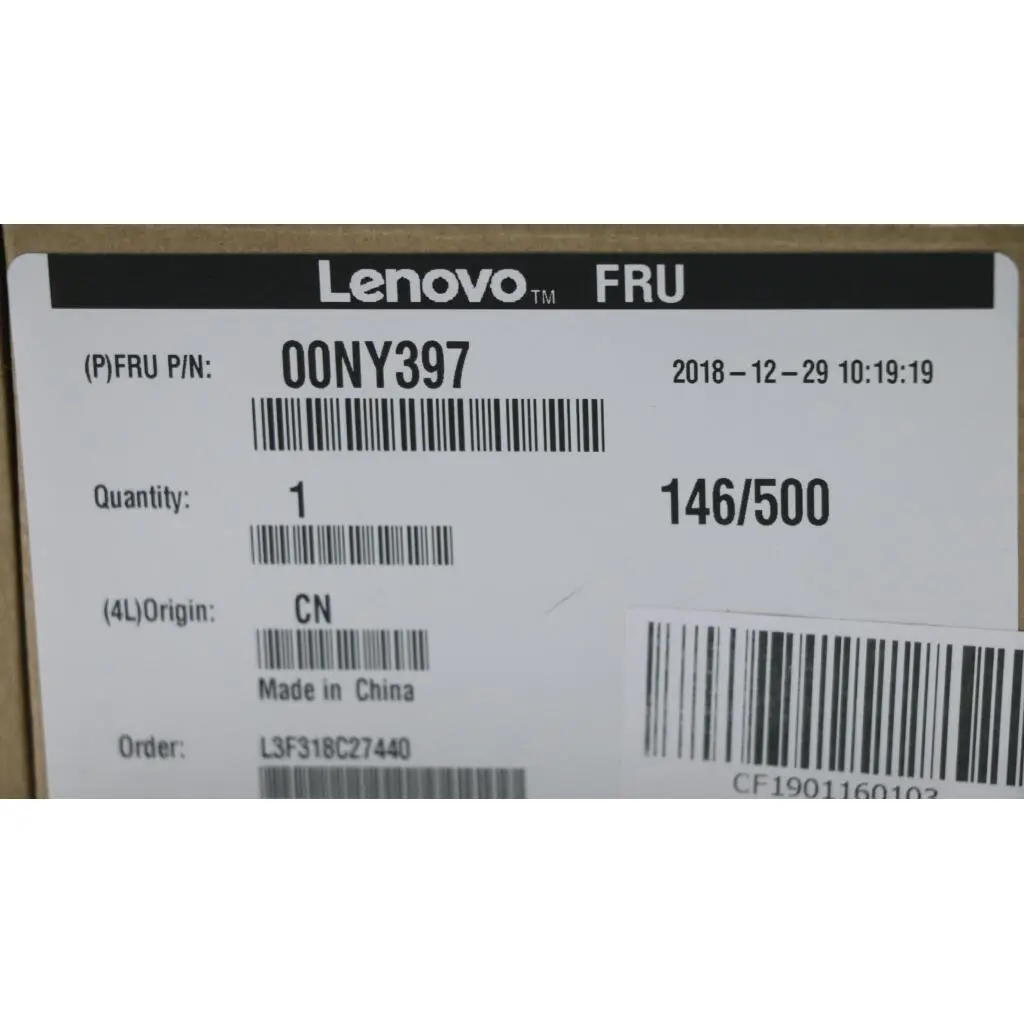 Lenovo™ FRU
(P)FRU P/N: 00NY397 2018-12-29 10:19:19
Quantity: 1 146/500
(4L)Origin: CN
Made in China
Order: L3F318C27440
CF1901160103